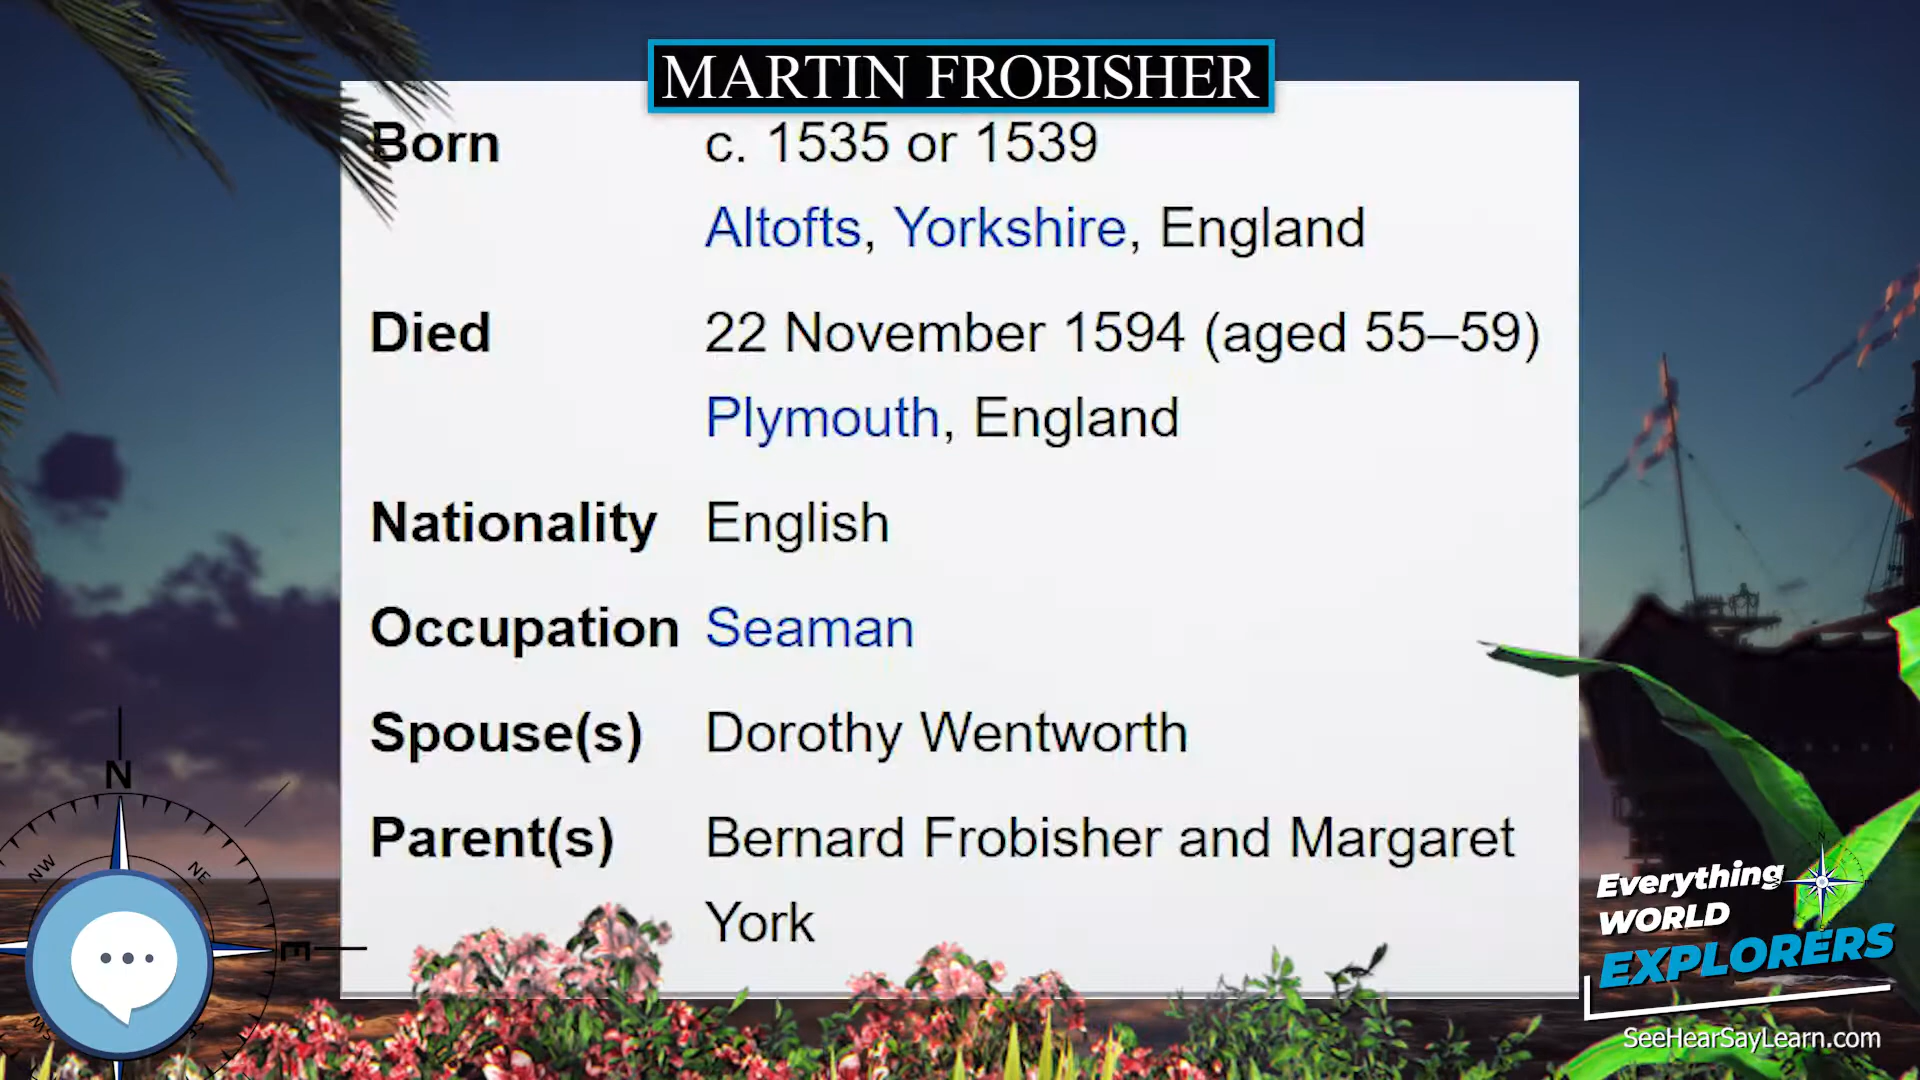 MARTIN FROBISHER
Born c. 1535 or 1539
Altofts, Yorkshire, England
Died 22 November 1594 (aged 55–59)
Plymouth, England
Nationality English
Occupation Seaman
Spouse(s) Dorothy Wentworth
Parent(s) Bernard Frobisher and Margaret
York
N
NW
NE
E
Everything
WORLD
EXPLORERS
SeeHearSayLearn.com